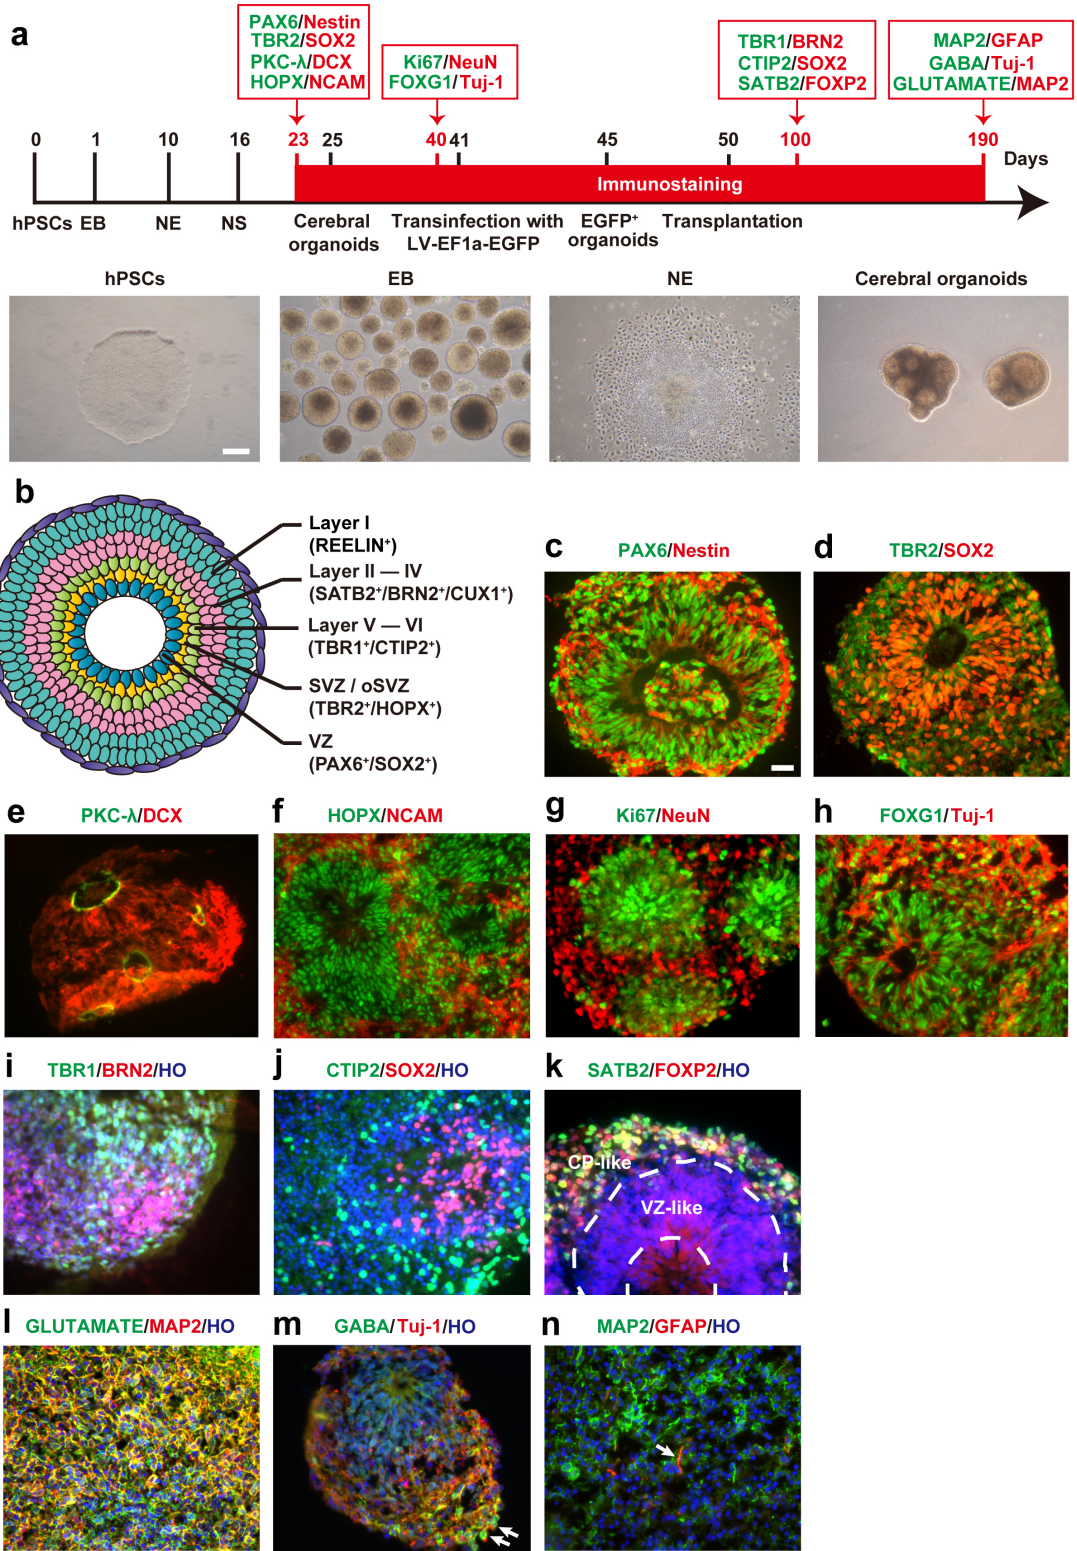 a
PAX6/Nestin
TBR2/SOX2
PKC-λ/DCX
HOPX/NCAM
Ki67/NeuN
FOXG1/Tuj-1
TBR1/BRN2
CTIP2/SOX2
SATB2/FOXP2
MAP2/GFAP
GABA/Tuj-1
GLUTAMATE/MAP2
0 1 10 16 23 25 40 41 45 50 100 190
Days
Immunostaining
hPSCs EB NE NS
Cerebral
organoids
Transinfection with
LV-EF1a-EGFP
EGFP⁺
organoids
Transplantation
hPSCs EB NE Cerebral organoids
b
Layer I
(REELIN⁺)
Layer II — IV
(SATB2⁺/BRN2⁺/CUX1⁺)
Layer V — VI
(TBR1⁺/CTIP2⁺)
SVZ / oSVZ
(TBR2⁺/HOPX⁺)
VZ
(PAX6⁺/SOX2⁺)
c PAX6/Nestin
d TBR2/SOX2
e PKC-λ/DCX
f HOPX/NCAM
g Ki67/NeuN
h FOXG1/Tuj-1
i TBR1/BRN2/HO
j CTIP2/SOX2/HO
k SATB2/FOXP2/HO
CP-like
VZ-like
l GLUTAMATE/MAP2/HO
m GABA/Tuj-1/HO
n MAP2/GFAP/HO